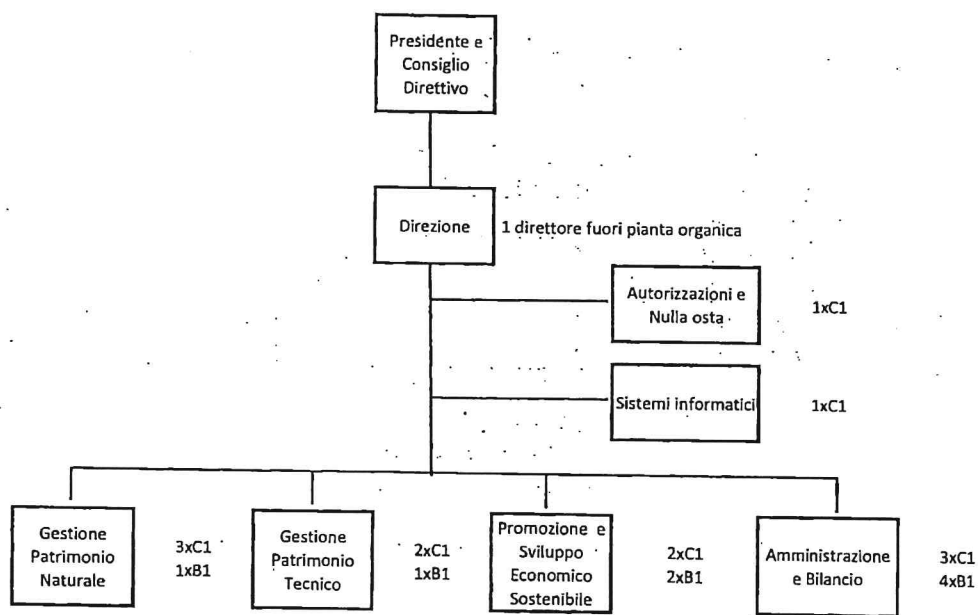 Presidente e
Consiglio
Direttivo
Direzione
1 direttore fuori pianta organica
Autorizzazioni e
Nulla osta
1xC1
Sistemi informatici
1xC1
Gestione
Patrimonio
Naturale
3xC1
1xB1
Gestione
Patrimonio
Tecnico
2xC1
1xB1
Promozione e
Sviluppo
Economico
Sostenibile
2xC1
2xB1
Amministrazione
e Bilancio
3xC1
4xB1